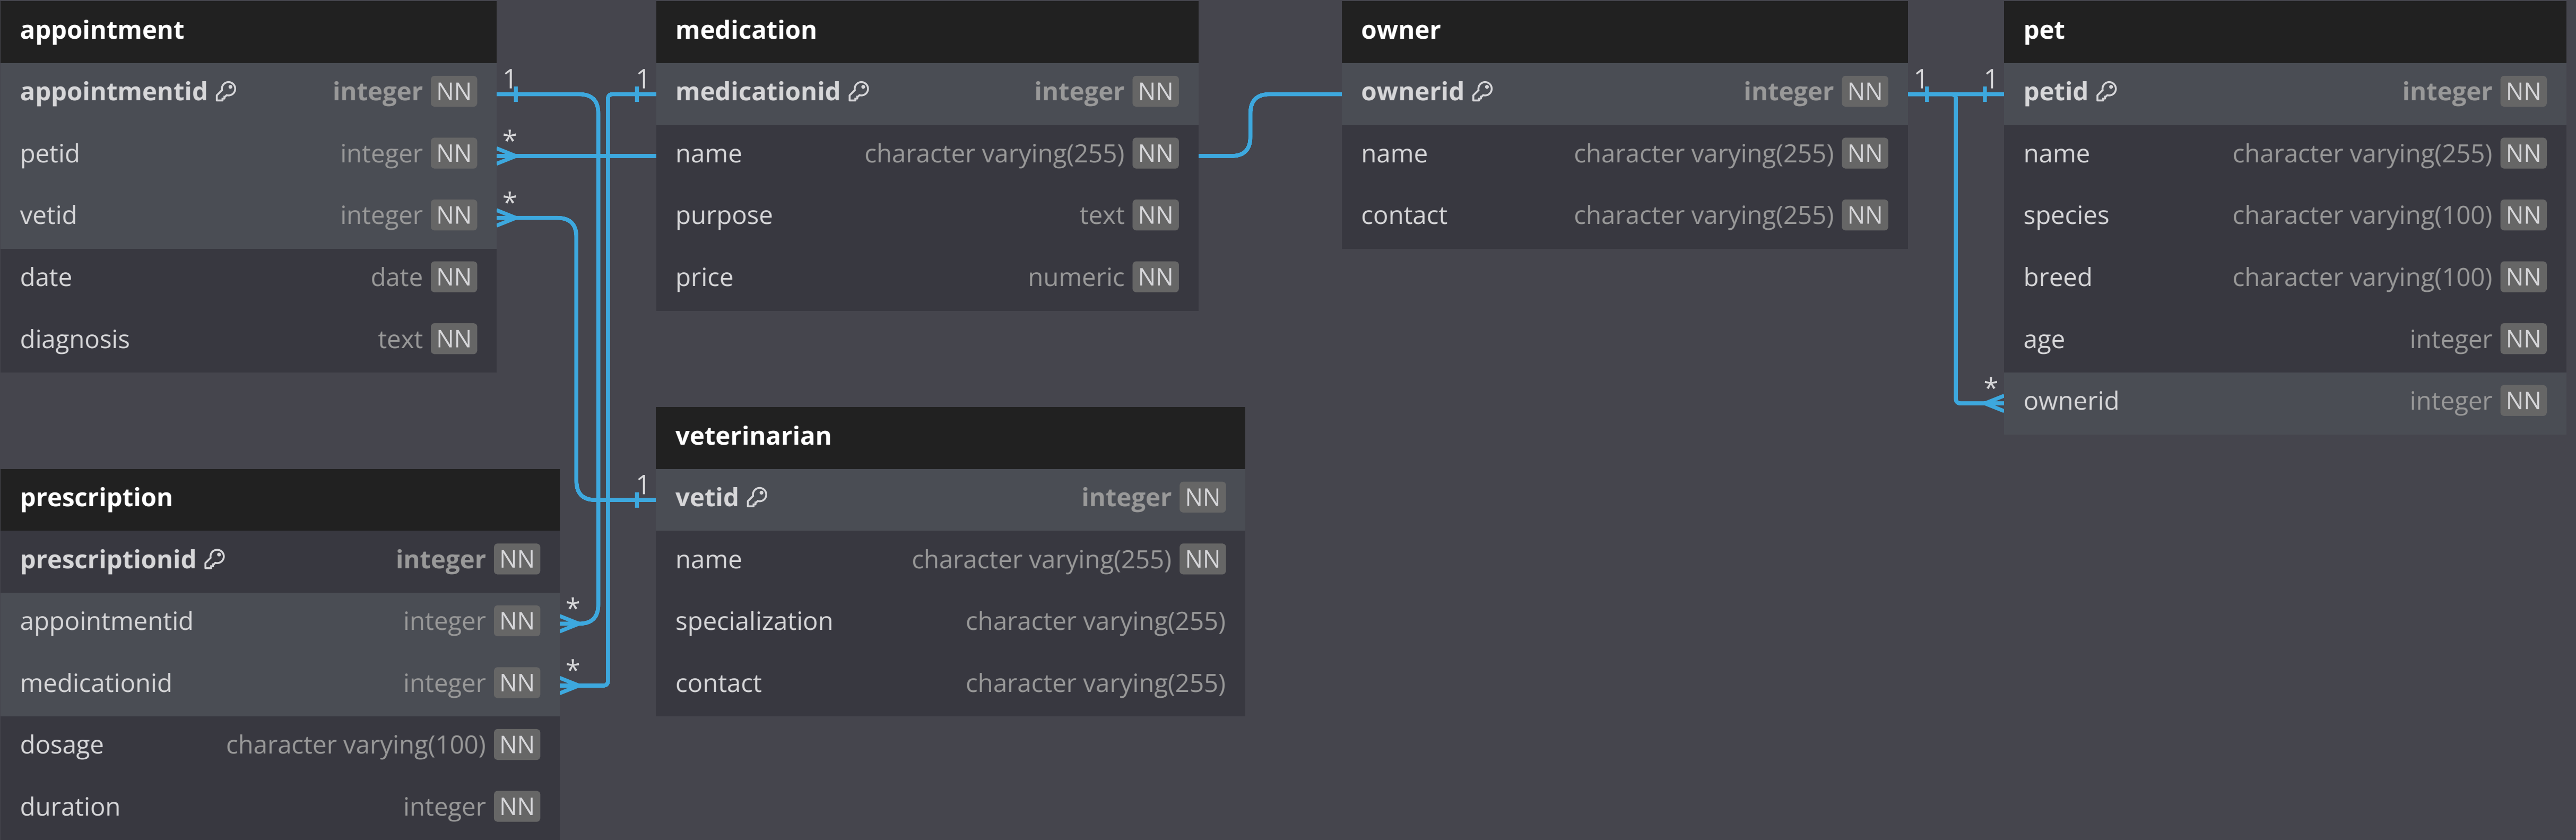 appointment
appointmentid integer NN
petid integer NN
vetid integer NN
date date NN
diagnosis text NN
1
*
*
medication
medicationid integer NN
name character varying(255) NN
purpose text NN
price numeric NN
1
owner
ownerid integer NN
name character varying(255) NN
contact character varying(255) NN
1
pet
petid integer NN
name character varying(255) NN
species character varying(100) NN
breed character varying(100) NN
age integer NN
ownerid integer NN
1
*
veterinarian
vetid integer NN
name character varying(255) NN
specialization character varying(255)
contact character varying(255)
1
prescription
prescriptionid integer NN
appointmentid integer NN
medicationid integer NN
dosage character varying(100) NN
duration integer NN
*
*